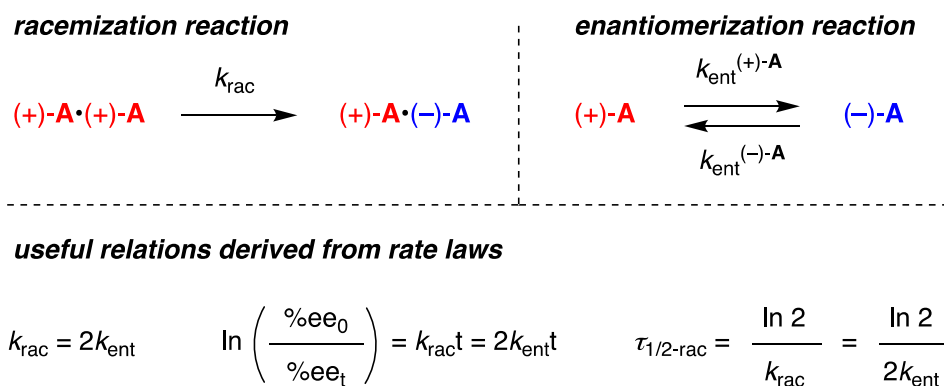 racemization reaction
enantiomerization reaction
k_rac
(+)-A•(+)-A
(+)-A•(–)-A
k_ent^(+)-A
(+)-A
(–)-A
k_ent^(–)-A
useful relations derived from rate laws
k_rac = 2k_ent
ln ( %ee_0 / %ee_t ) = k_rac t = 2k_ent t
τ_1/2-rac = ln 2 / k_rac = ln 2 / 2k_ent